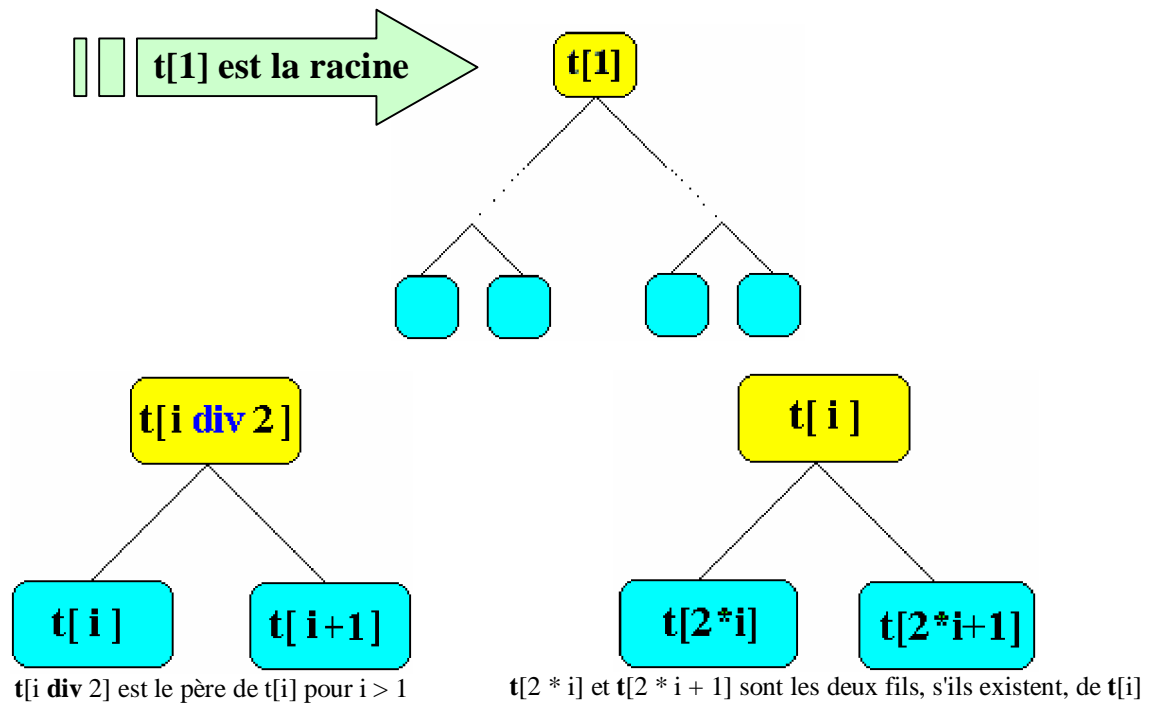 t[1] est la racine
t[1]
t[i div 2]
t[ i ]
t[ i ]
t[ i+1]
t[2*i]
t[2*i+1]
t[i div 2] est le père de t[i] pour i > 1
t[2 * i] et t[2 * i + 1] sont les deux fils, s'ils existent, de t[i]